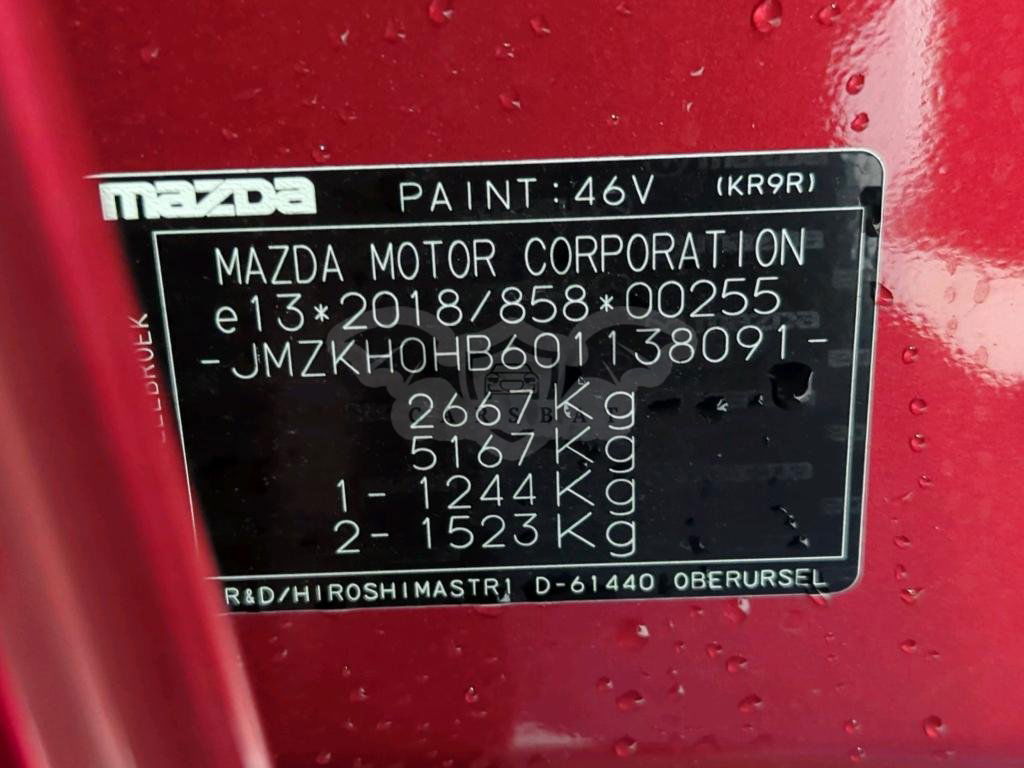 mazda PAINT:46V (KR9R)
MAZDA MOTOR CORPORATION
e13*2018/858*00255
-JMZKH0HB601138091-
2667Kg
5167Kg
1- 1244Kg
2- 1523Kg
R&D/HIROSHIMASTR1 D-61440 OBERURSEL
CARSBAT